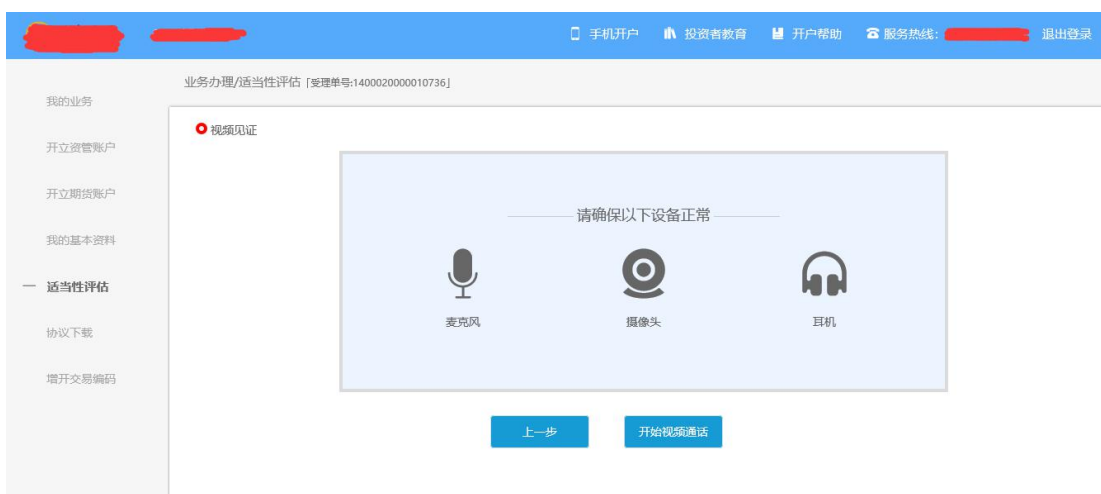 手机开户 投资者教育 开户帮助 服务热线: 退出登录
业务办理/适当性评估「受理单号:1400020000010736」
我的业务
开立资管账户
开立期货账户
我的基本资料
适当性评估
协议下载
增开交易编码
视频见证
请确保以下设备正常
麦克风 摄像头 耳机
上一步 开始视频通话